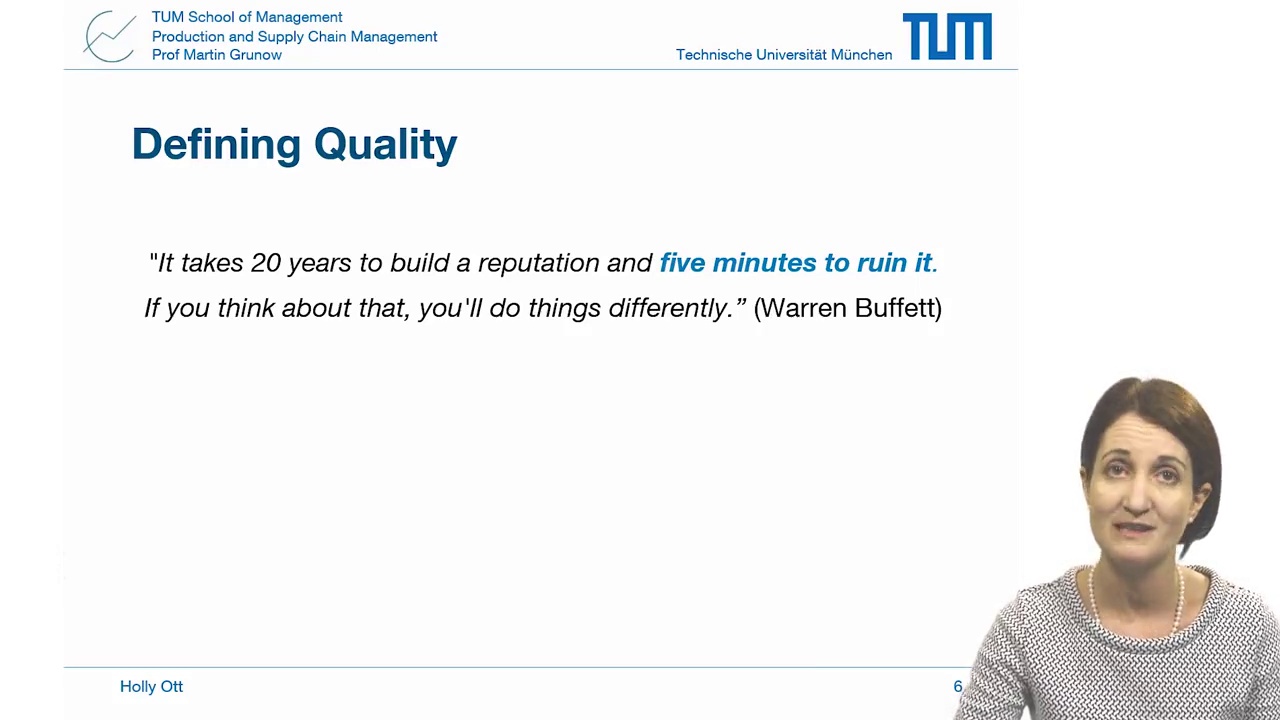 TUM School of Management
Production and Supply Chain Management
Prof Martin Grunow
Technische Universität München
TUM
Defining Quality
"It takes 20 years to build a reputation and five minutes to ruin it.
If you think about that, you'll do things differently.” (Warren Buffett)
Holly Ott
6